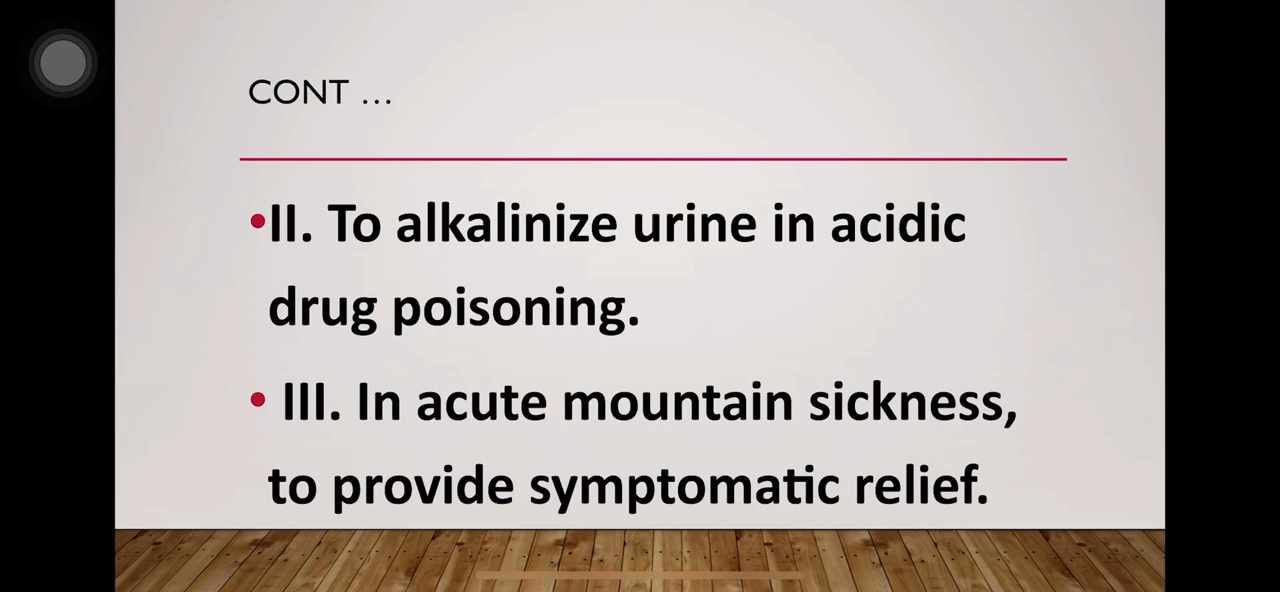 CONT …
•II. To alkalinize urine in acidic
drug poisoning.
• III. In acute mountain sickness,
to provide symptomatic relief.